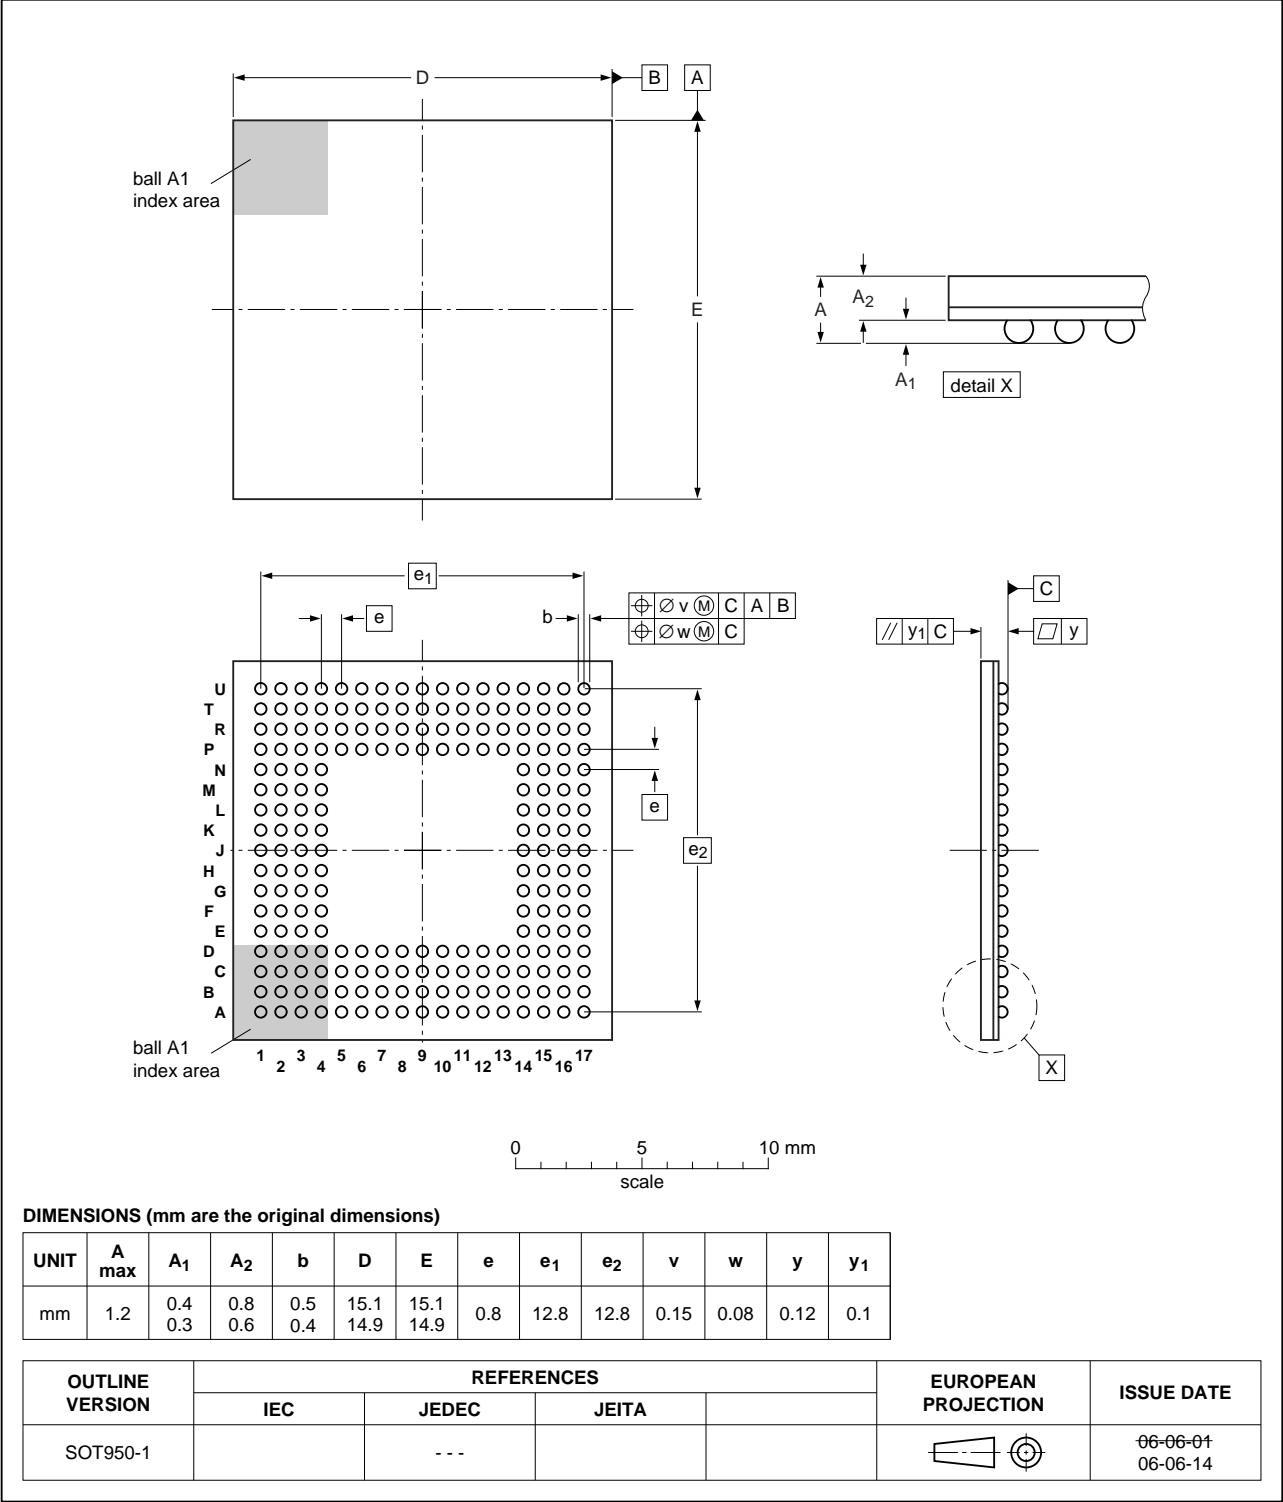 D
B
A
ball A1
index area
E
A
A2
A1
detail X
e1
e
b
⌖ ∅ v Ⓜ C A B
⌖ ∅ w Ⓜ C
C
// y1 C
▱ y
U
T
R
P
N
M
L
K
J
H
G
F
E
D
C
B
A
e
e2
ball A1
index area
1 2 3 4 5 6 7 8 9 10 11 12 13 14 15 16 17
X
0 5 10 mm
scale
DIMENSIONS (mm are the original dimensions)
UNIT A max A1 A2 b D E e e1 e2 v w y y1
mm 1.2 0.4 0.3 0.8 0.6 0.5 0.4 15.1 14.9 15.1 14.9 0.8 12.8 12.8 0.15 0.08 0.12 0.1
OUTLINE VERSION REFERENCES EUROPEAN PROJECTION ISSUE DATE
IEC JEDEC JEITA
SOT950-1 - - - 06-06-01
06-06-14